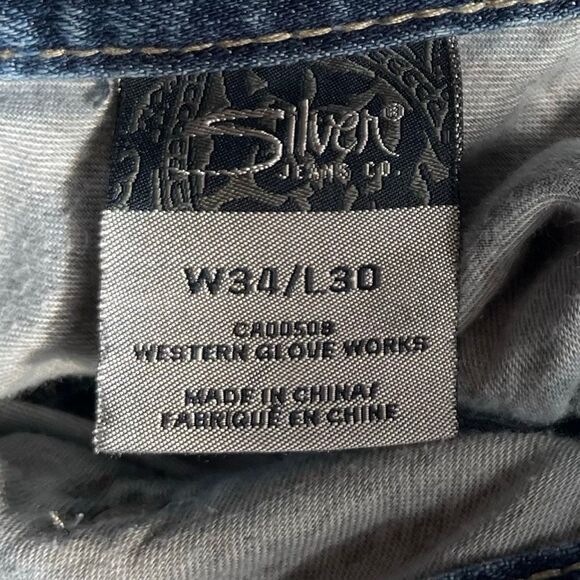 Silver®
JEANS CO.
W34/L30
CA00508
WESTERN GLOVE WORKS
MADE IN CHINA/
FABRIQUÉ EN CHINE